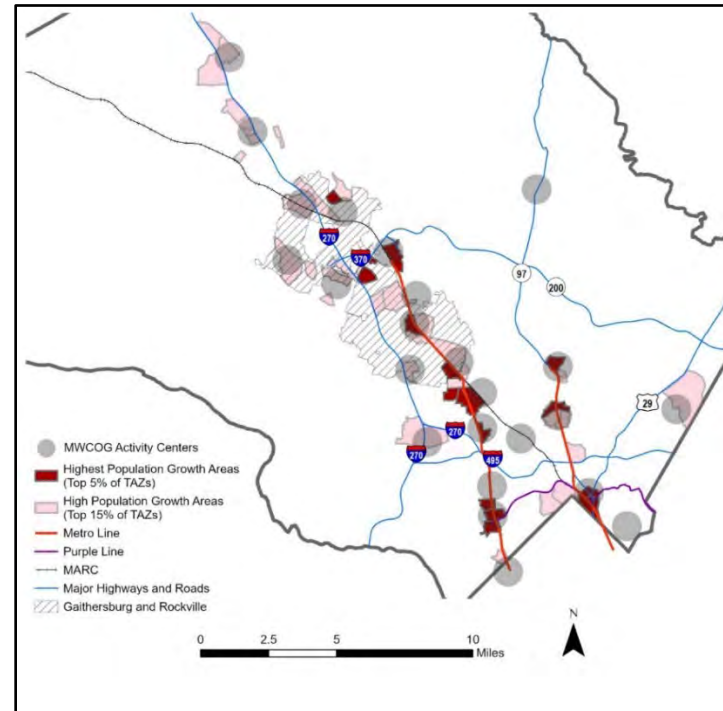 270
370
97
200
29
270
270
495
MWCOG Activity Centers
Highest Population Growth Areas
(Top 5% of TAZs)
High Population Growth Areas
(Top 15% of TAZs)
Metro Line
Purple Line
MARC
Major Highways and Roads
Gaithersburg and Rockville
N
0 2.5 5 10
Miles